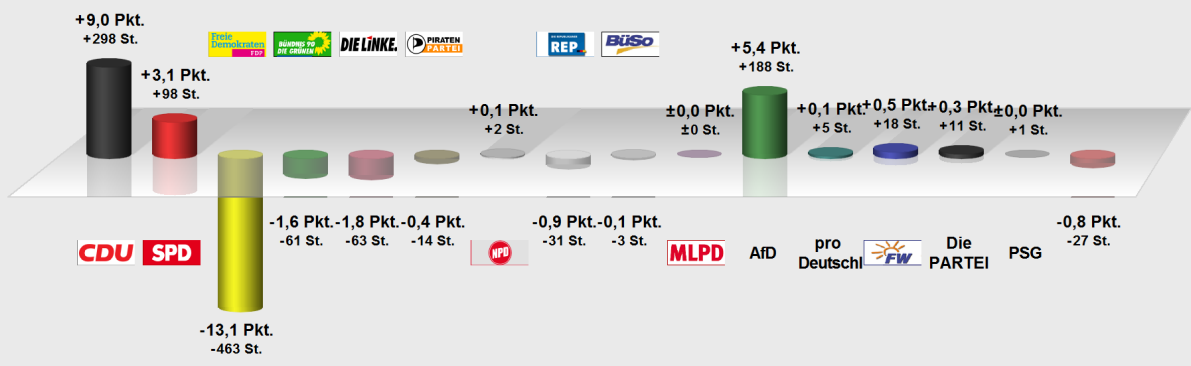 +9,0 Pkt.
+298 St.
+3,1 Pkt.
+98 St.
Freie
Demokraten
FDP
BÜNDNIS 90
DIE GRÜNEN
DIE LINKE.
PIRATEN
PARTEI
DIE REPUBLIKANER
REP
BüSo
+5,4 Pkt.
+188 St.
+0,1 Pkt.
+2 St.
±0,0 Pkt.
±0 St.
+0,1 Pkt.
+5 St.
+0,5 Pkt.
+18 St.
+0,3 Pkt.
+11 St.
±0,0 Pkt.
+1 St.
-1,6 Pkt.
-61 St.
-1,8 Pkt.
-63 St.
-0,4 Pkt.
-14 St.
-0,9 Pkt.
-31 St.
-0,1 Pkt.
-3 St.
-0,8 Pkt.
-27 St.
CDU
SPD
NPD
MLPD
AfD
pro
Deutschl
FW
Die
PARTEI
PSG
-13,1 Pkt.
-463 St.